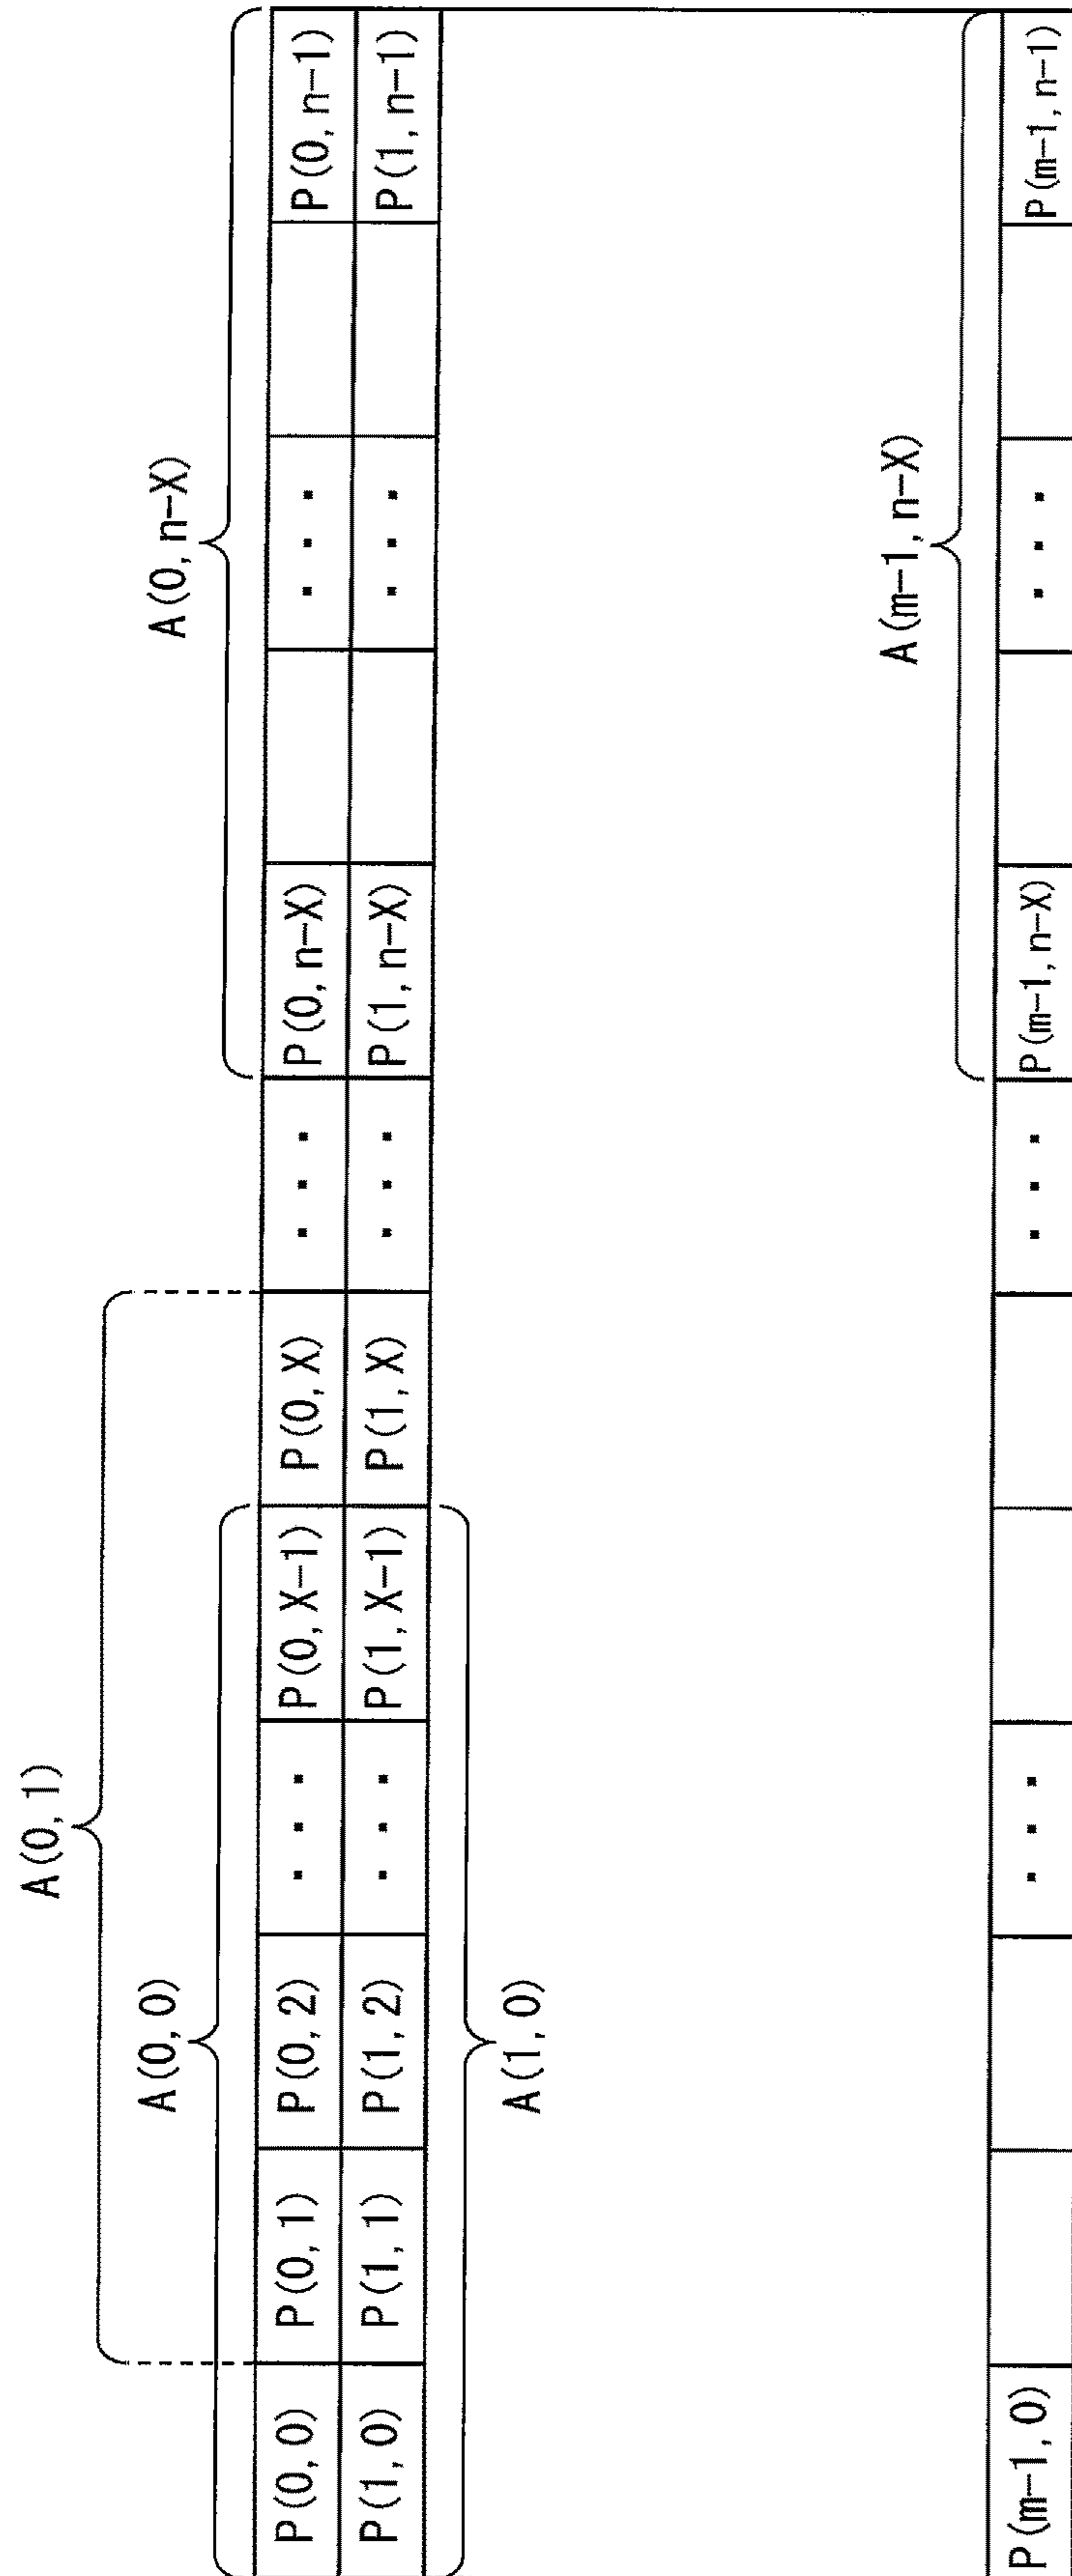 A(0,1)
A(0,0) A(0,n-X)
P(0,0) P(0,1) P(0,2) ... P(0,X-1) P(0,X) ... P(0,n-X) ... P(0,n-1)
P(1,0) P(1,1) P(1,2) ... P(1,X-1) P(1,X) ... P(1,n-X) ... P(1,n-1)
A(1,0)
A(m-1,n-X)
P(m-1,0) ... ... P(m-1,n-X) ... P(m-1,n-1)